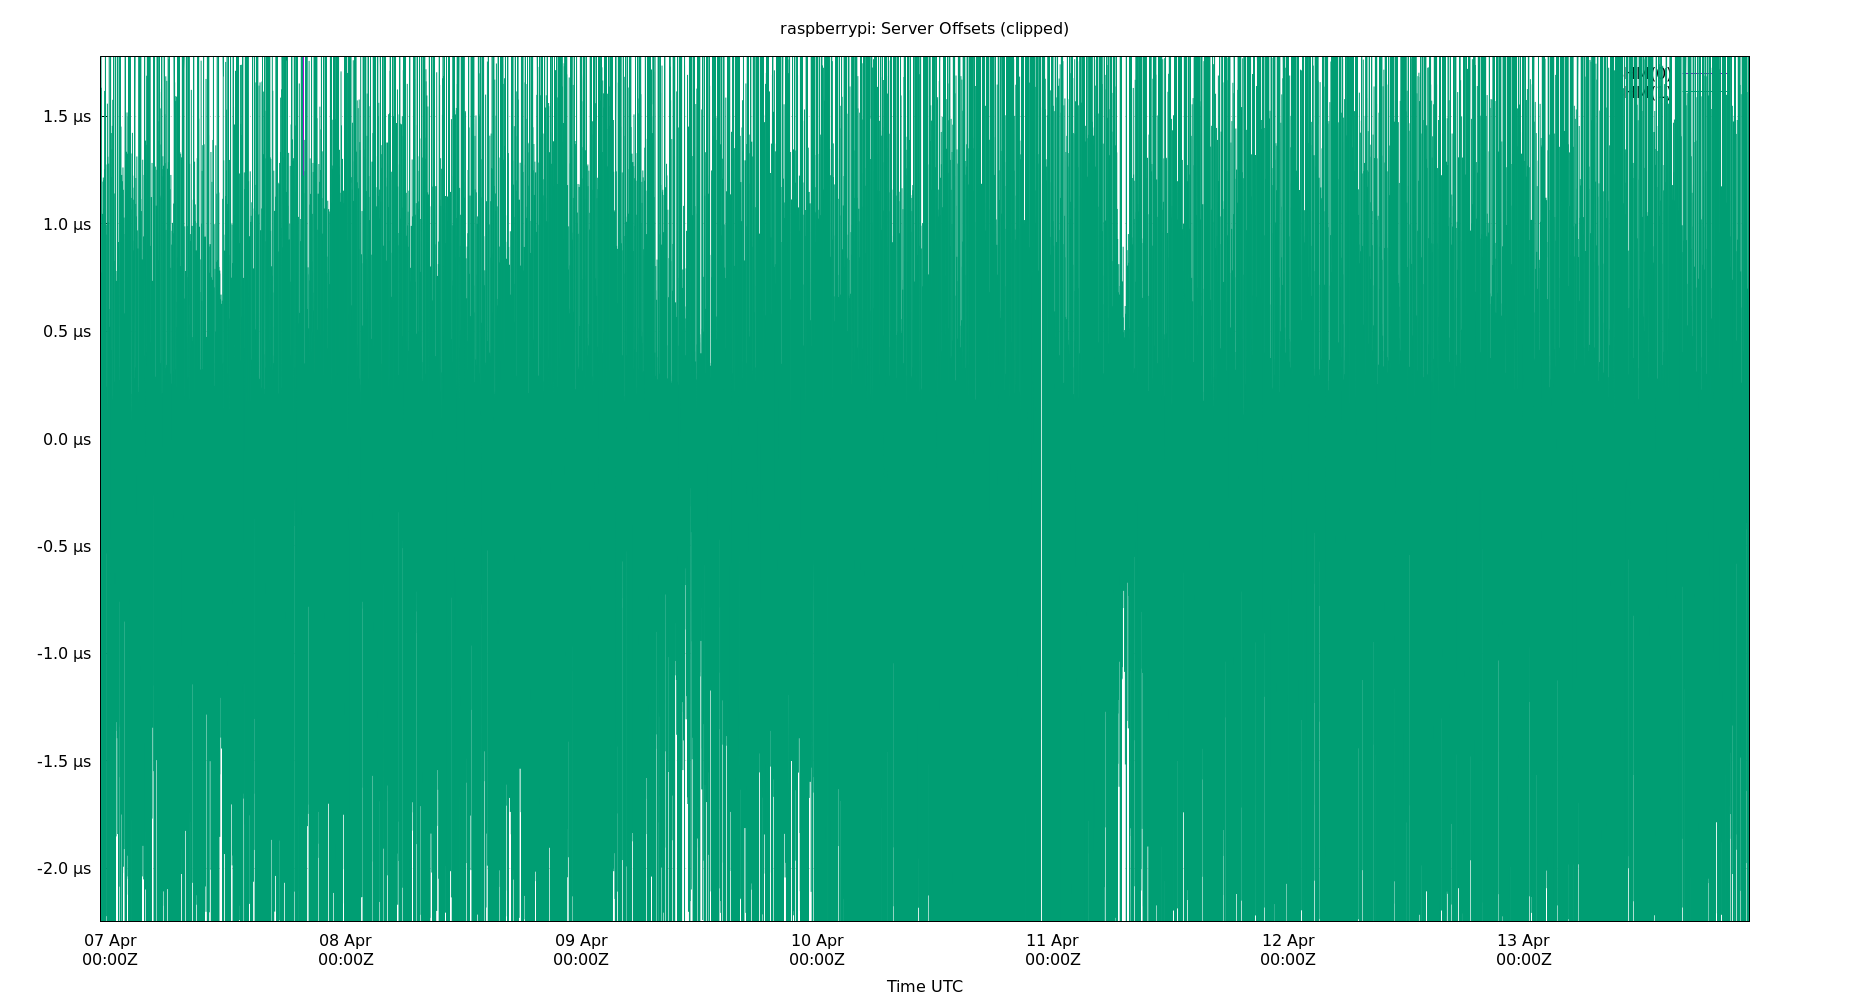 raspberrypi: Server Offsets (clipped)
1.5 µs
1.0 µs
0.5 µs
0.0 µs
-0.5 µs
-1.0 µs
-1.5 µs
-2.0 µs
07 Apr 08 Apr 09 Apr 10 Apr 11 Apr 12 Apr 13 Apr
00:00Z 00:00Z 00:00Z 00:00Z 00:00Z 00:00Z 00:00Z
Time UTC